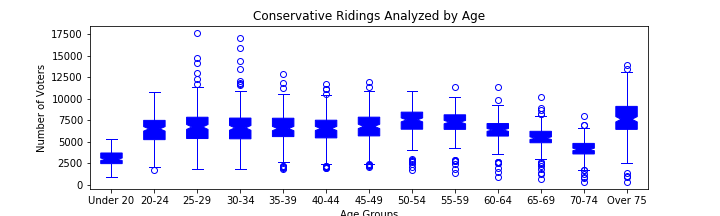 Conservative Ridings Analyzed by Age
Number of Voters
17500
15000
12500
10000
7500
5000
2500
0
Under 20 20-24 25-29 30-34 35-39 40-44 45-49 50-54 55-59 60-64 65-69 70-74 Over 75
Age Groups